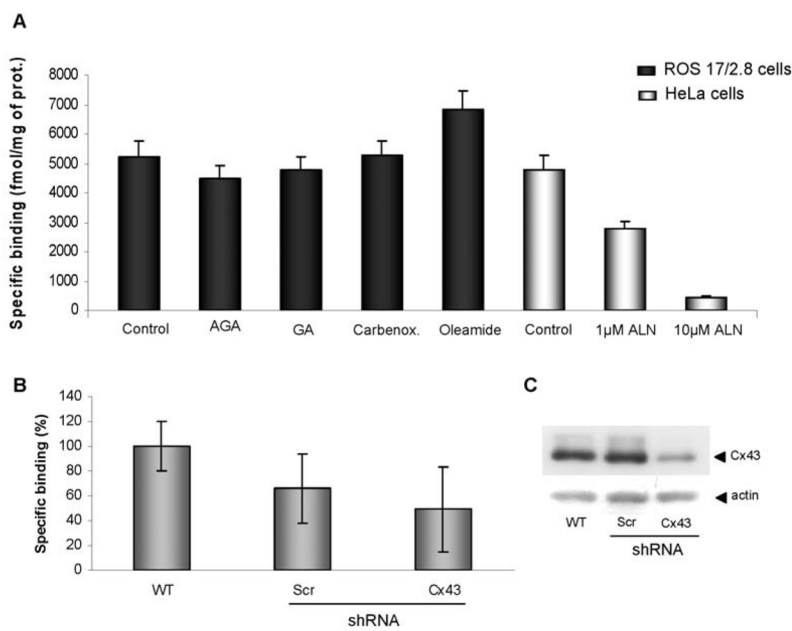 A
Specific binding (fmol/mg of prot.)
8000
7000
6000
5000
4000
3000
2000
1000
0
ROS 17/2.8 cells
HeLa cells
Control AGA GA Carbenox. Oleamide Control 1µM ALN 10µM ALN
B
Specific binding (%)
140
120
100
80
60
40
20
0
WT Scr Cx43
shRNA
C
Cx43
actin
WT Scr Cx43
shRNA